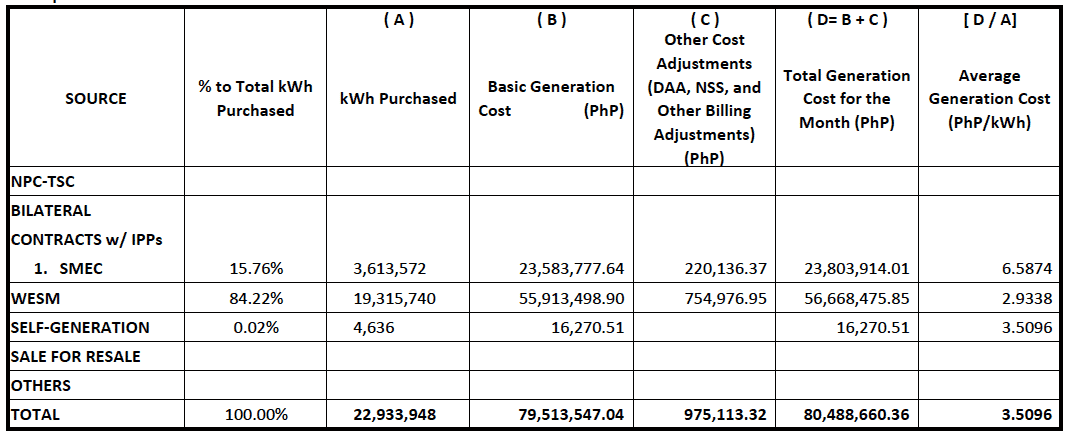 ( A ) ( B ) ( C ) ( D= B + C ) [ D / A]
SOURCE % to Total kWh Purchased kWh Purchased Basic Generation Cost (PhP) Other Cost Adjustments (DAA, NSS, and Other Billing Adjustments) (PhP) Total Generation Cost for the Month (PhP) Average Generation Cost (PhP/kWh)
NPC-TSC
BILATERAL
CONTRACTS w/ IPPs
1. SMEC 15.76% 3,613,572 23,583,777.64 220,136.37 23,803,914.01 6.5874
WESM 84.22% 19,315,740 55,913,498.90 754,976.95 56,668,475.85 2.9338
SELF-GENERATION 0.02% 4,636 16,270.51 16,270.51 3.5096
SALE FOR RESALE
OTHERS
TOTAL 100.00% 22,933,948 79,513,547.04 975,113.32 80,488,660.36 3.5096